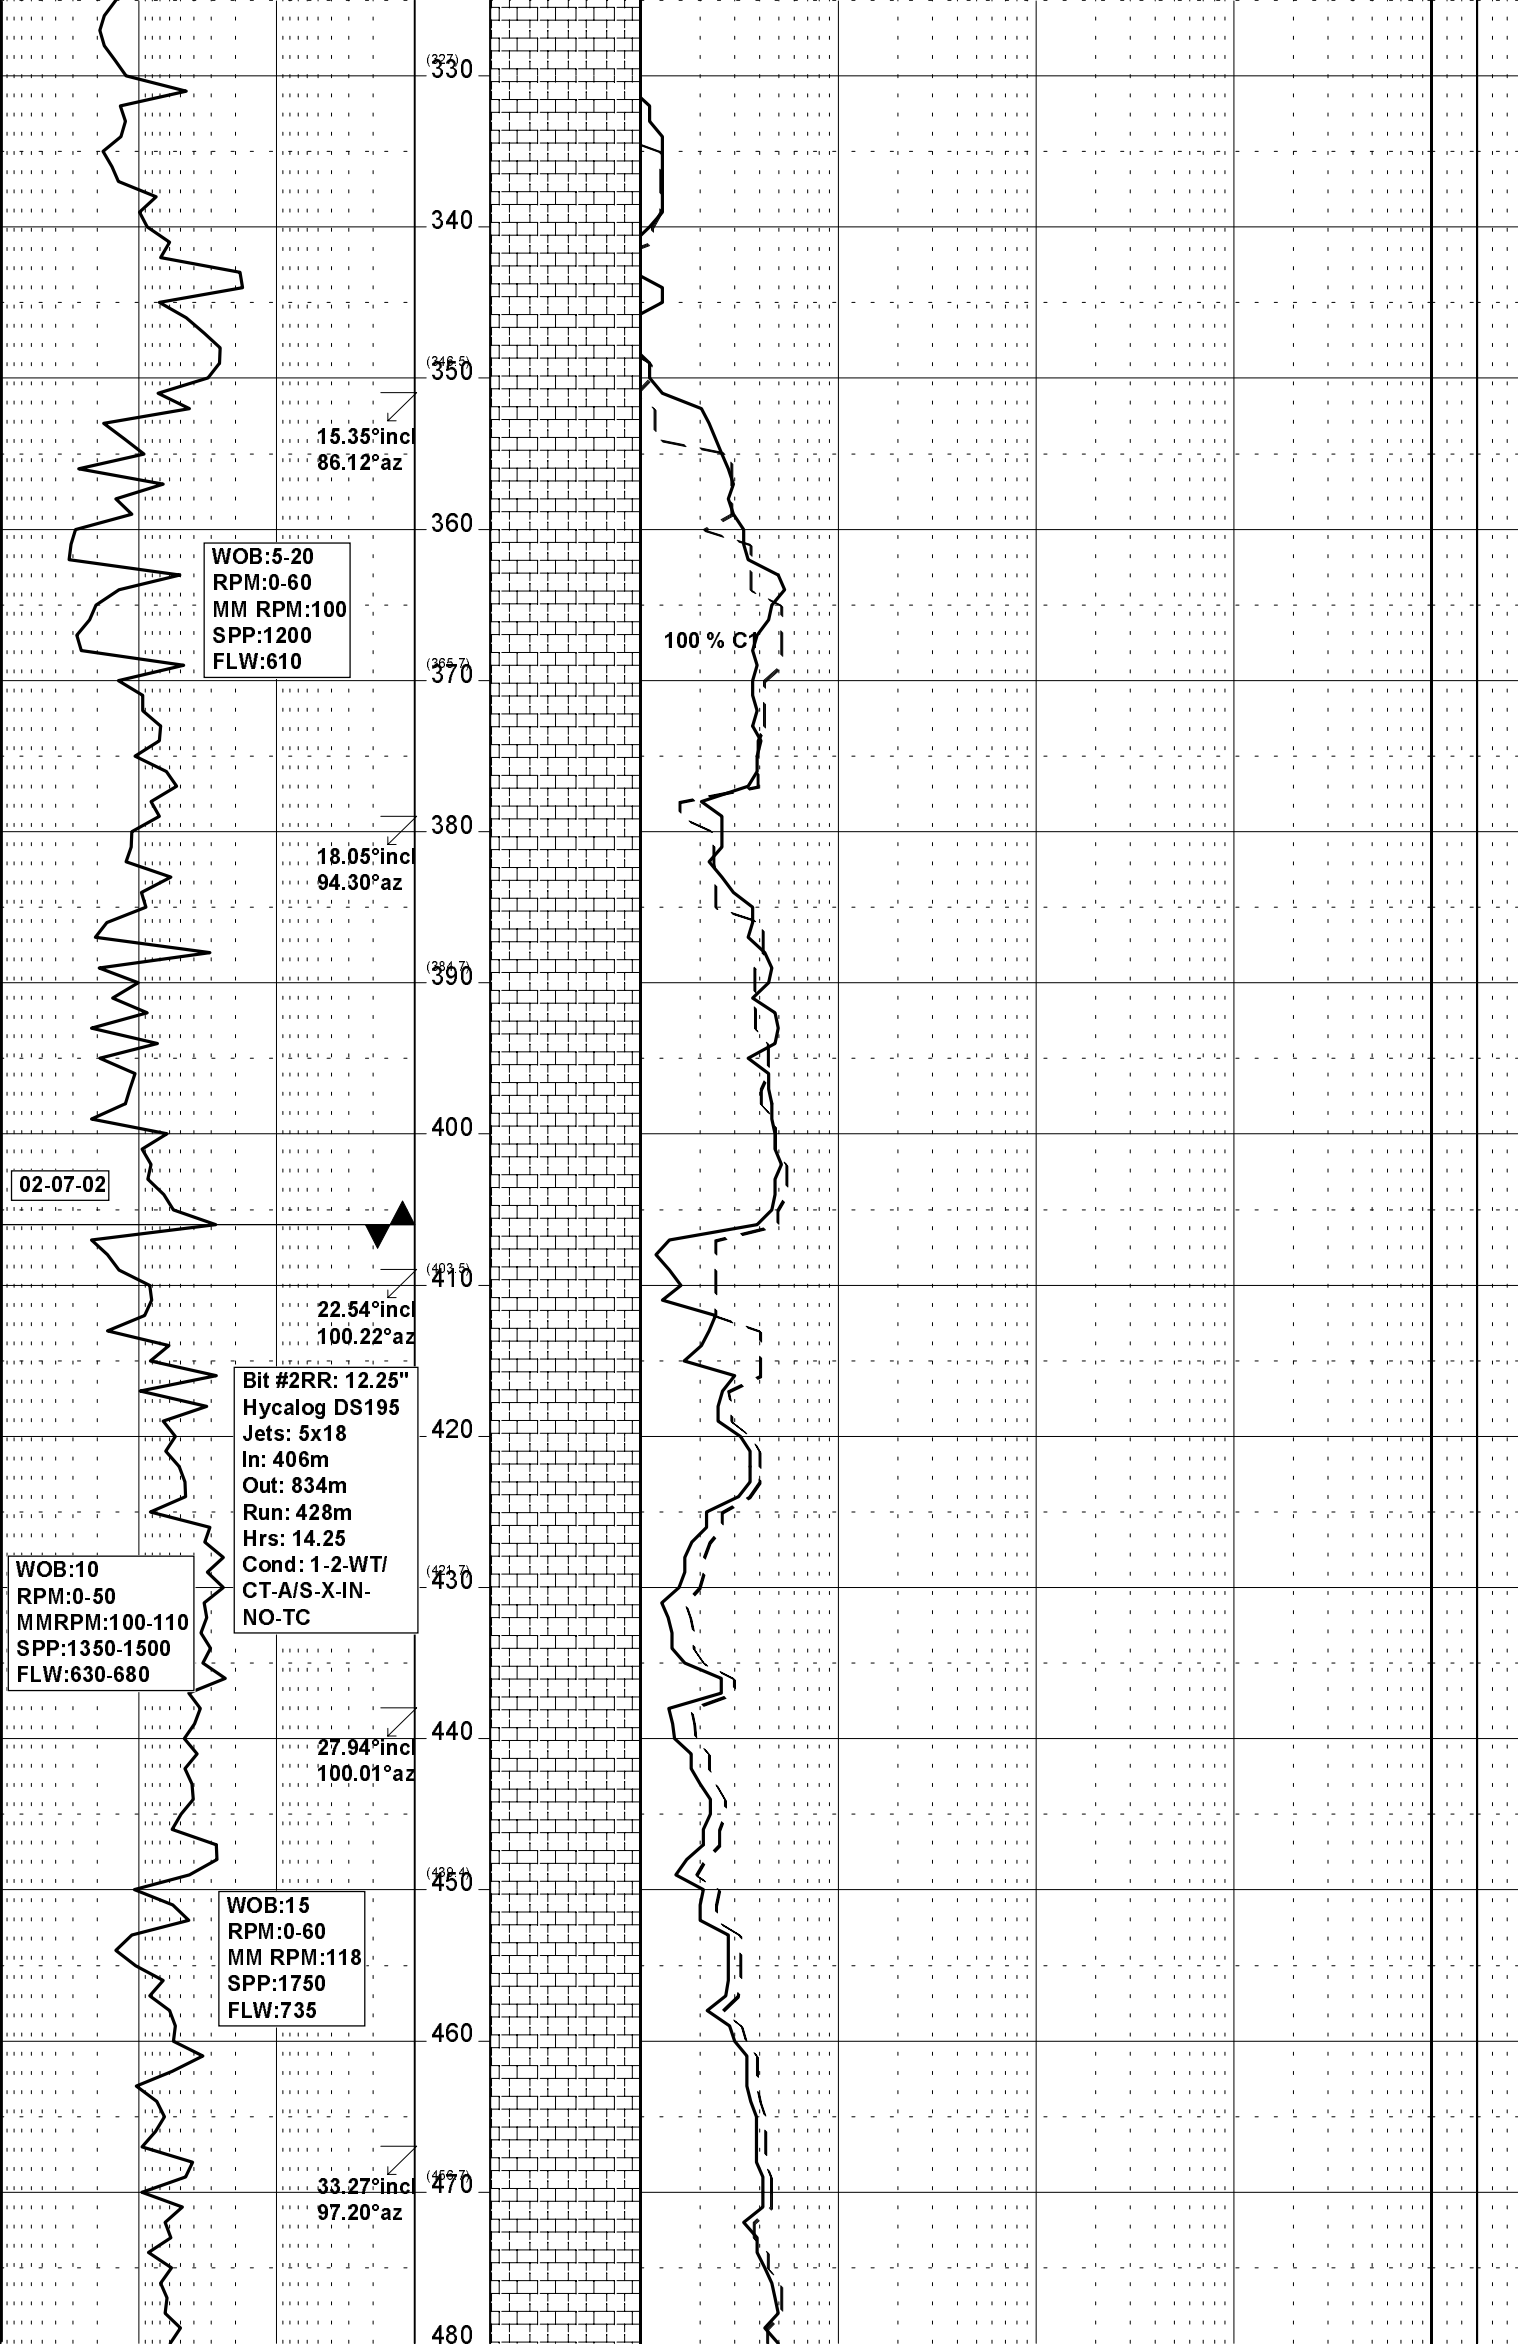 (327)
330
340
(346.5)
350
15.35°incl
86.12°az
360
WOB:5-20
RPM:0-60
MM RPM:100
SPP:1200
FLW:610
100 % C1
(365.7)
370
380
18.05°incl
94.30°az
(384.7)
390
400
02-07-02
(403.5)
410
22.54°incl
100.22°az
Bit #2RR: 12.25"
Hycalog DS195
Jets: 5x18
In: 406m
Out: 834m
Run: 428m
Hrs: 14.25
Cond: 1-2-WT/
CT-A/S-X-IN-
NO-TC
420
(421.7)
430
WOB:10
RPM:0-50
MMRPM:100-110
SPP:1350-1500
FLW:630-680
440
27.94°incl
100.01°az
(439.4)
450
WOB:15
RPM:0-60
MM RPM:118
SPP:1750
FLW:735
460
(456.7)
470
33.27°incl
97.20°az
480